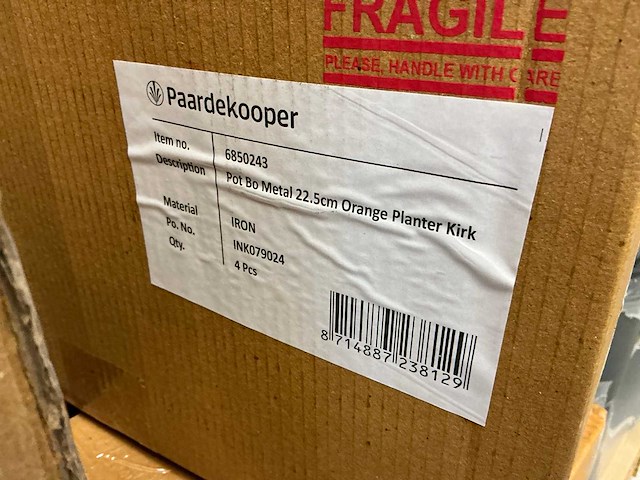 FRAGILE
PLEASE, HANDLE WITH CARE
Paardekooper
Item no. 6850243
Description Pot Bo Metal 22.5cm Orange Planter Kirk
Material IRON
Po. No. INK079024
Qty. 4 Pcs
8 714887 238129